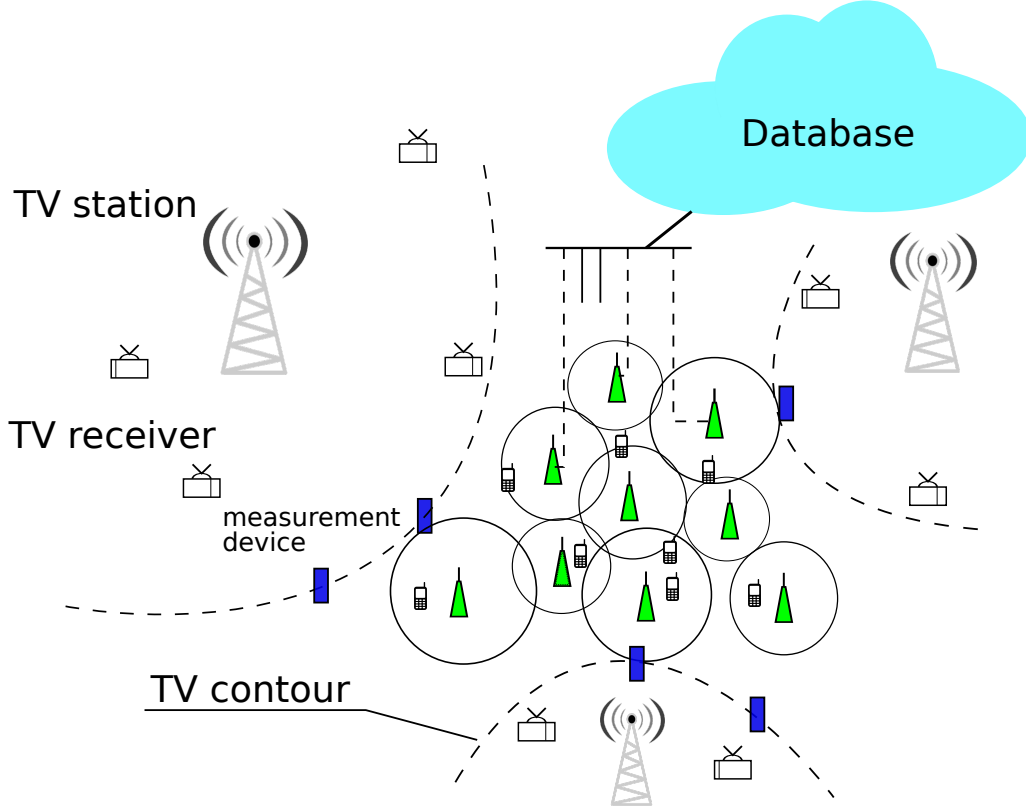 Database
TV station
TV receiver
measurement
device
TV contour